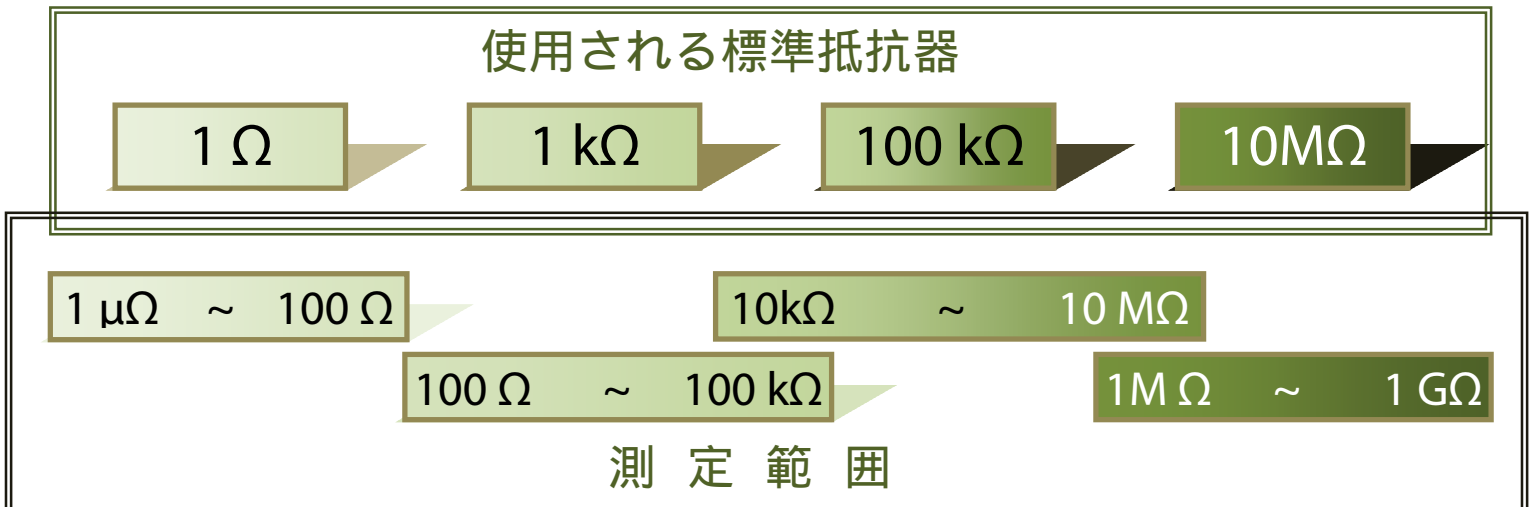 使用される標準抵抗器
1 Ω 1 kΩ 100 kΩ 10MΩ
1 μΩ ~ 100 Ω 10kΩ ~ 10 MΩ
100 Ω ~ 100 kΩ 1M Ω ~ 1 GΩ
測 定 範 囲